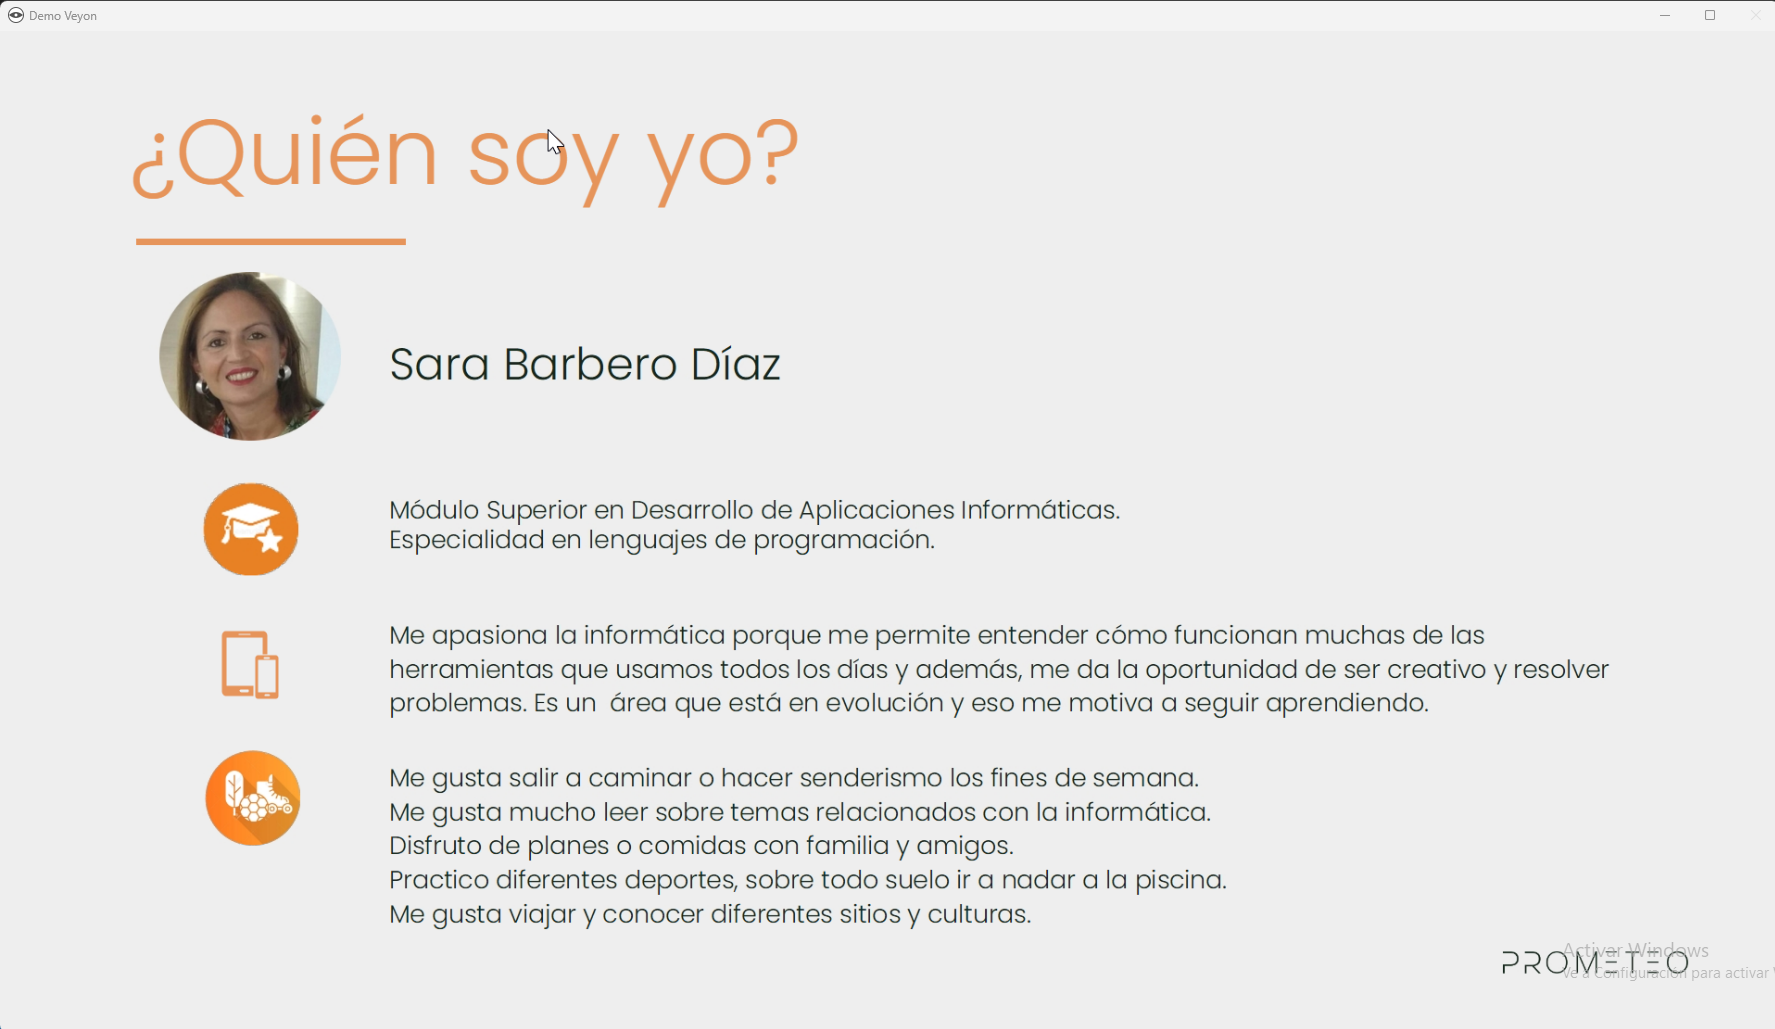 Demo Veyon
¿Quién soy yo?
Sara Barbero Díaz
Módulo Superior en Desarrollo de Aplicaciones Informáticas.
Especialidad en lenguajes de programación.
Me apasiona la informática porque me permite entender cómo funcionan muchas de las
herramientas que usamos todos los días y además, me da la oportunidad de ser creativo y resolver
problemas. Es un  área que está en evolución y eso me motiva a seguir aprendiendo.
Me gusta salir a caminar o hacer senderismo los fines de semana.
Me gusta mucho leer sobre temas relacionados con la informática.
Disfruto de planes o comidas con familia y amigos.
Practico diferentes deportes, sobre todo suelo ir a nadar a la piscina.
Me gusta viajar y conocer diferentes sitios y culturas.
Activar Windows
PROMETEO
Ve a Configuración para activar